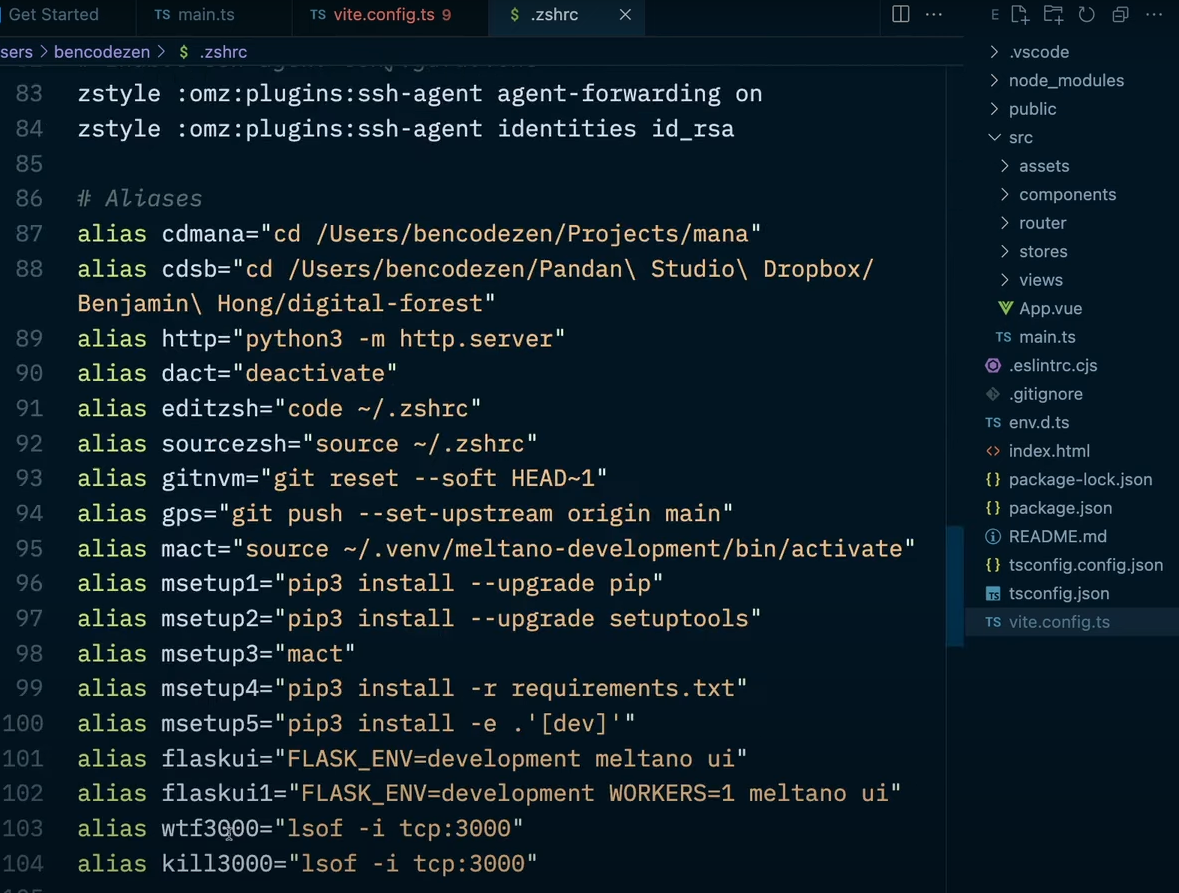 Get Started
TS main.ts
TS vite.config.ts 9
$ .zshrc
sers > bencodezen > $ .zshrc
83 zstyle :omz:plugins:ssh-agent agent-forwarding on
84 zstyle :omz:plugins:ssh-agent identities id_rsa
85
86 # Aliases
87 alias cdmana="cd /Users/bencodezen/Projects/mana"
88 alias cdsb="cd /Users/bencodezen/Pandan\ Studio\ Dropbox/
Benjamin\ Hong/digital-forest"
89 alias http="python3 -m http.server"
90 alias dact="deactivate"
91 alias editzsh="code ~/.zshrc"
92 alias sourcezsh="source ~/.zshrc"
93 alias gitnvm="git reset --soft HEAD~1"
94 alias gps="git push --set-upstream origin main"
95 alias mact="source ~/.venv/meltano-development/bin/activate"
96 alias msetup1="pip3 install --upgrade pip"
97 alias msetup2="pip3 install --upgrade setuptools"
98 alias msetup3="mact"
99 alias msetup4="pip3 install -r requirements.txt"
100 alias msetup5="pip3 install -e .'[dev]'"
101 alias flaskui="FLASK_ENV=development meltano ui"
102 alias flaskui1="FLASK_ENV=development WORKERS=1 meltano ui"
103 alias wtf3000="lsof -i tcp:3000"
104 alias kill3000="lsof -i tcp:3000"
E
.vscode
node_modules
public
src
assets
components
router
stores
views
App.vue
TS main.ts
.eslintrc.cjs
.gitignore
TS env.d.ts
index.html
{} package-lock.json
{} package.json
README.md
{} tsconfig.config.json
TS tsconfig.json
TS vite.config.ts